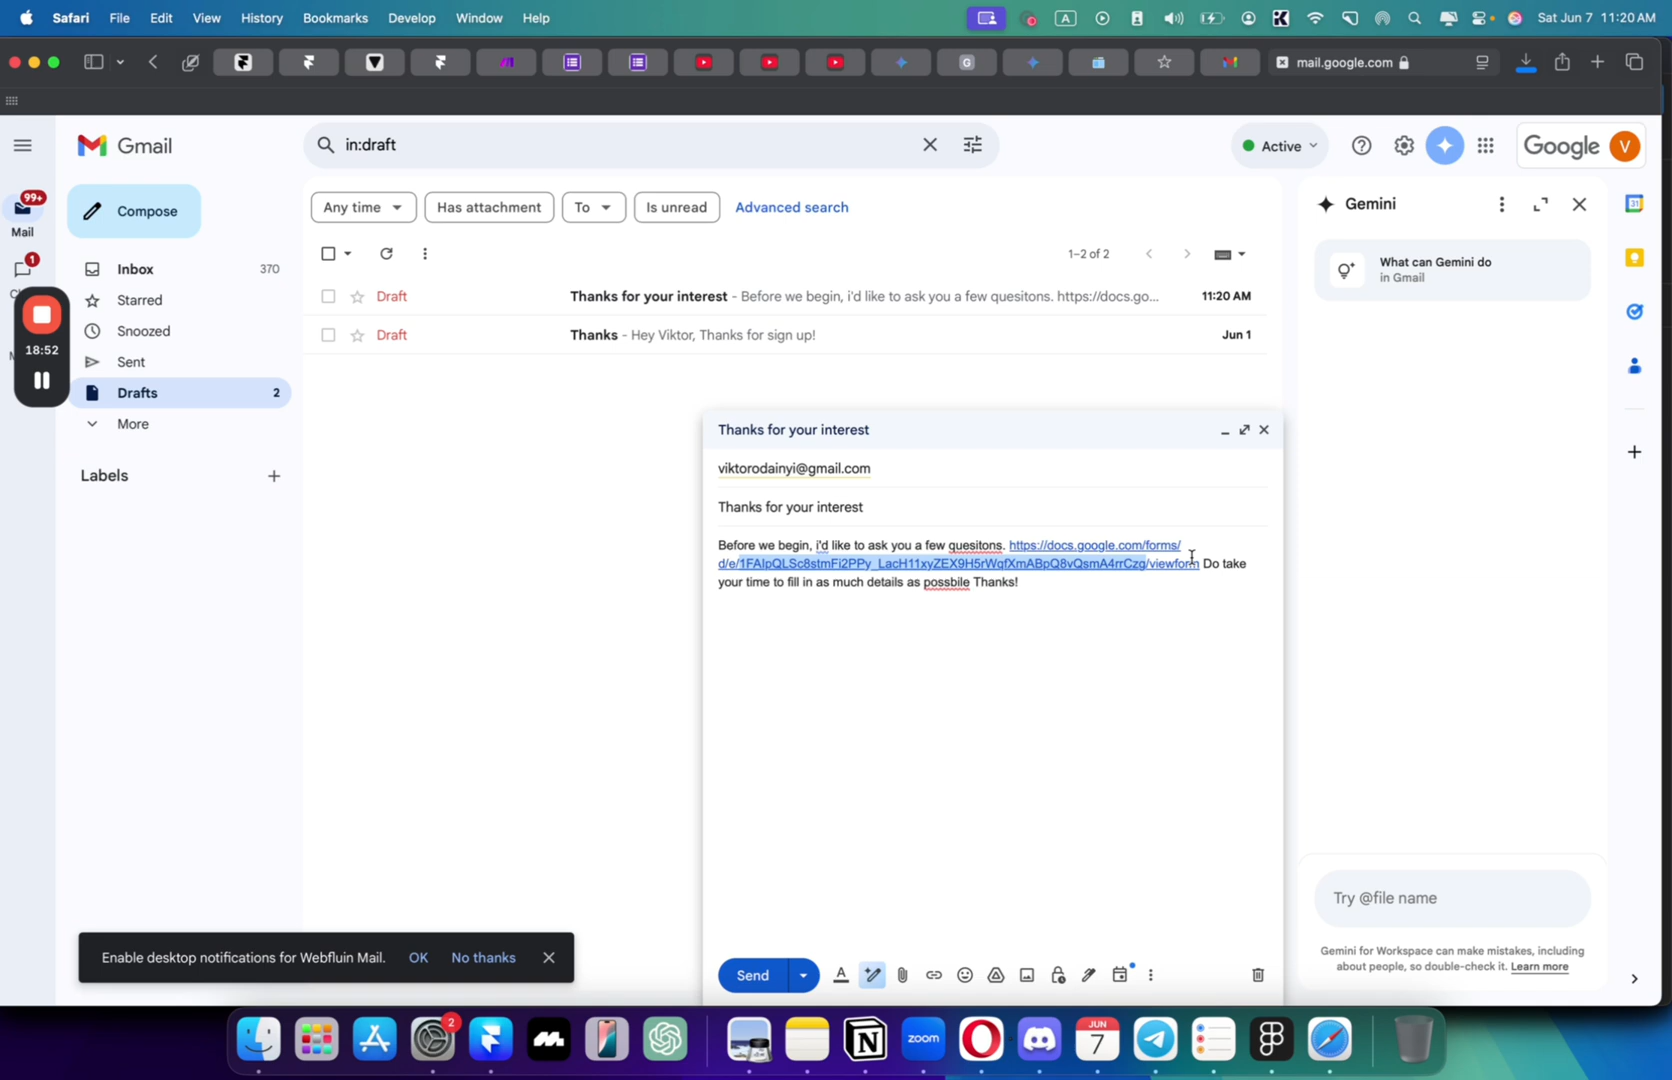 Safari File Edit View History Bookmarks Develop Window Help
A
Sat Jun 7 11:20 AM
G
mail.google.com
Gmail
in:draft
Active
Google
V
99+
Mail
1
Compose
Inbox 370
Starred
Snoozed
Sent
Drafts 2
More
Labels
18:52
Any time Has attachment To Is unread Advanced search
1–2 of 2
Draft Thanks for your interest - Before we begin, i'd like to ask you a few quesitons. https://docs.go... 11:20 AM
Draft Thanks - Hey Viktor, Thanks for sign up! Jun 1
Thanks for your interest
viktorodainyi@gmail.com
Thanks for your interest
Before we begin, i'd like to ask you a few quesitons. https://docs.google.com/forms/
d/e/1FAIpQLSc8stmFi2PPy_LacH11xyZEX9H5rWqfXmABpQ8vQsmA4rrCzg/viewform Do take
your time to fill in as much details as possbile Thanks!
Send
Gemini
What can Gemini do
in Gmail
Try @file name
Gemini for Workspace can make mistakes, including
about people, so double-check it. Learn more
31
Enable desktop notifications for Webfluin Mail. OK No thanks
2
zoom
JUN
7